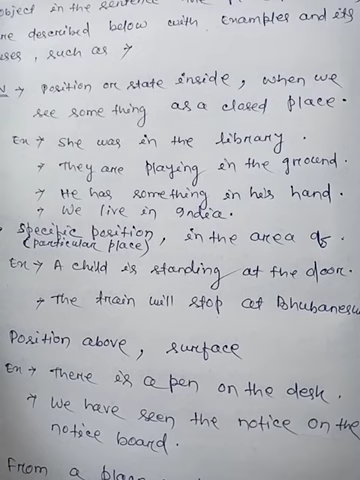 object in the sentence
are described below with Examples and its
uses, such as →
N → Position or state inside, when we
see some thing as a closed place.
Ex → She was in the library.
→ They are playing in the ground.
→ He has something in his hand.
→ We live in India.
Specific position, in the area of.
(particular place)
Ex → A child is standing at the door.
→ The train will stop at Bhubanesw
Position above, surface
Ex → There is a pen on the desk.
→ We have seen the notice on the
notice board.
From a place